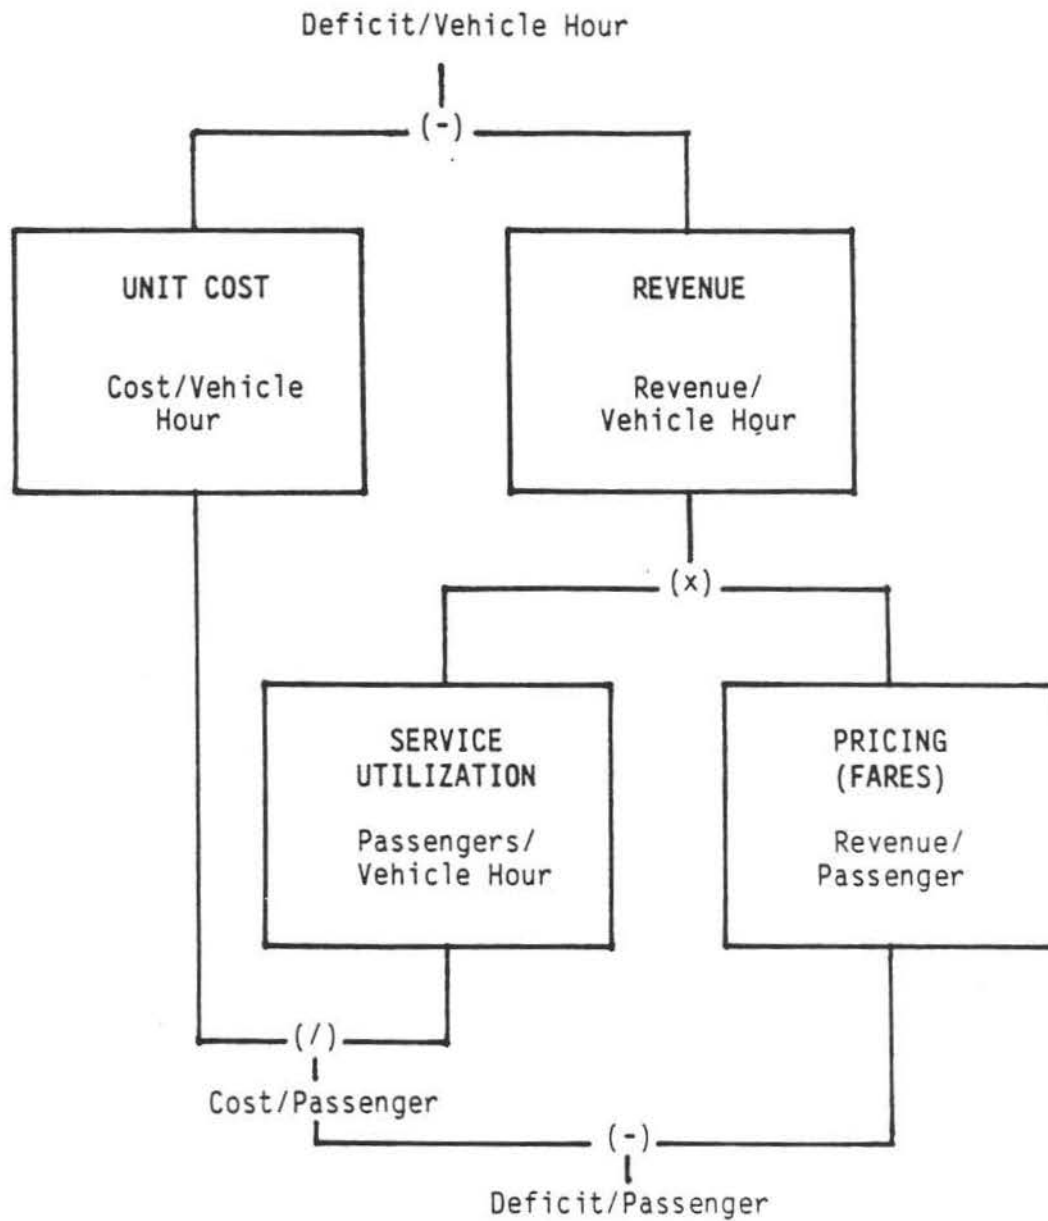 Deficit/Vehicle Hour
(-)
UNIT COST
Cost/Vehicle
Hour
REVENUE
Revenue/
Vehicle Hour
(x)
SERVICE
UTILIZATION
Passengers/
Vehicle Hour
PRICING
(FARES)
Revenue/
Passenger
(/)
Cost/Passenger
(-)
Deficit/Passenger